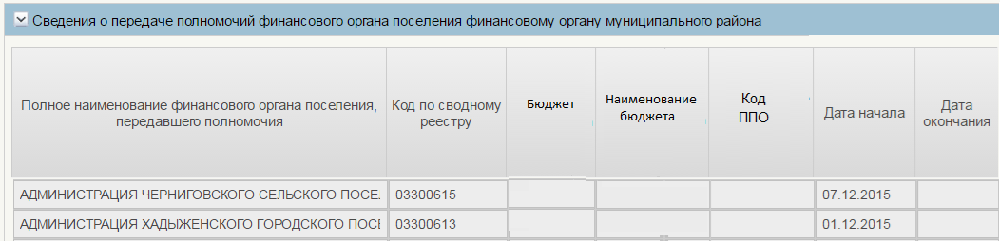 Сведения о передаче полномочий финансового органа поселения финансовому органу муниципального района
Полное наименование финансового органа поселения,
передавшего полномочия
Код по сводному
реестру
Бюджет
Наименование
бюджета
Код
ППО
Дата начала
Дата
окончания
АДМИНИСТРАЦИЯ ЧЕРНИГОВСКОГО СЕЛЬСКОГО ПОСЕ
03300615
07.12.2015
АДМИНИСТРАЦИЯ ХАДЫЖЕНСКОГО ГОРОДСКОГО ПОСЕ
03300613
01.12.2015